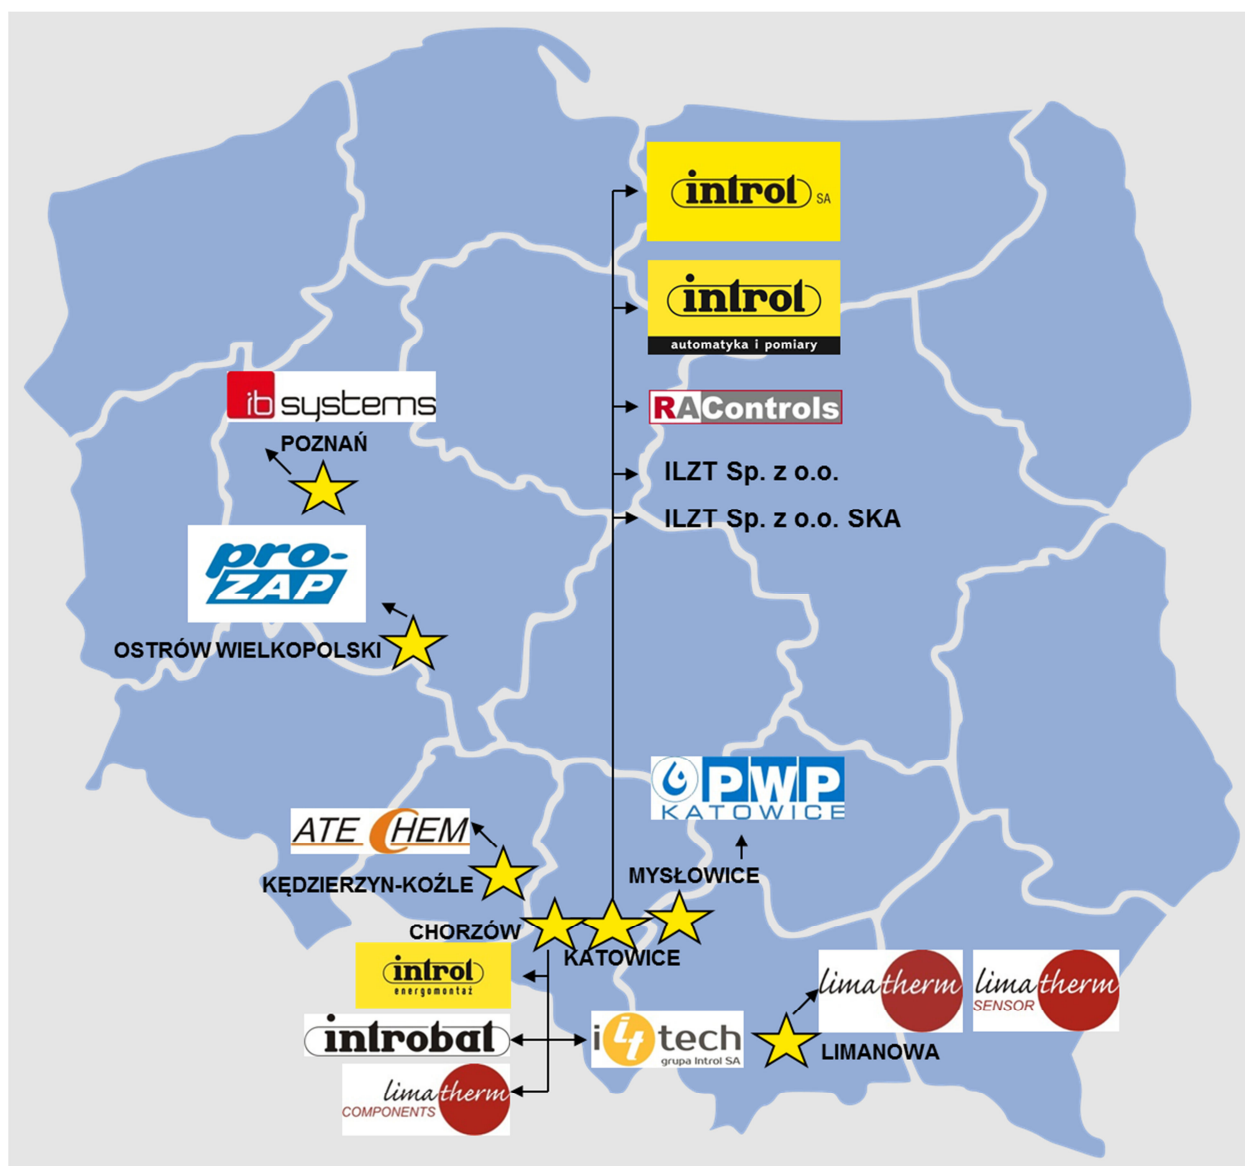 introl SA
introl
automatyka i pomiary
RAControls
ILZT Sp. z o.o.
ILZT Sp. z o.o. SKA
ib systems
POZNAŃ
pro-
ZAP
OSTRÓW WIELKOPOLSKI
PWP
KATOWICE
ATECHEM
KĘDZIERZYN-KOŹLE
MYSŁOWICE
CHORZÓW
KATOWICE
introl
energomontaż
introbat
limatherm
COMPONENTS
i4tech
grupa Introl SA
limatherm
limatherm
SENSOR
LIMANOWA